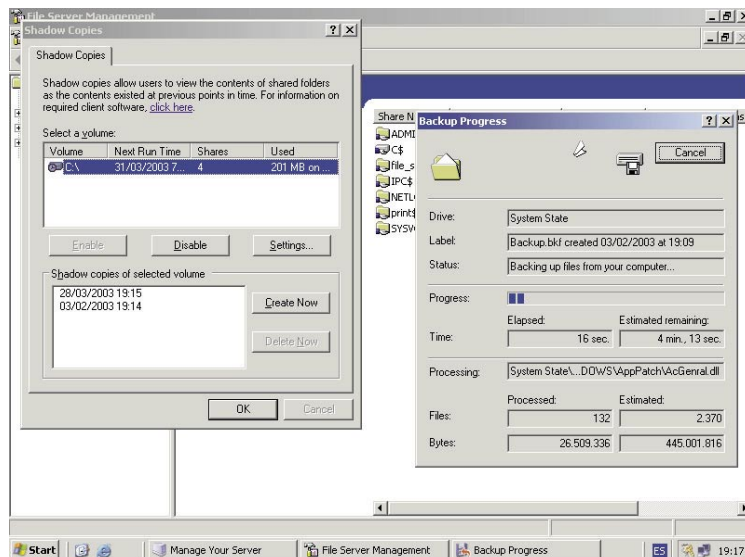 File Server Management
Shadow Copies
Shadow Copies
Shadow copies allow users to view the contents of shared folders
as the contents existed at previous points in time. For information on
required client software, click here.
Select a volume:
Volume Next Run Time Shares Used
C:\ 31/03/2003 7... 4 201 MB on ...
Enable Disable Settings...
Shadow copies of selected volume
28/03/2003 19:15
03/02/2003 19:14
Create Now
Delete Now
OK Cancel
Share N
ADMI
C$
file_s
IPC$
NETL
print$
SYSV
Backup Progress
Cancel
Drive: System State
Label: Backup.bkf created 03/02/2003 at 19:09
Status: Backing up files from your computer...
Progress:
Elapsed: Estimated remaining:
Time: 16 sec. 4 min., 13 sec.
Processing: System State\...DOWS\AppPatch\AcGenral.dll
Processed: Estimated:
Files: 132 2.370
Bytes: 26.509.336 445.001.816
Start Manage Your Server File Server Management Backup Progress ES 19:17